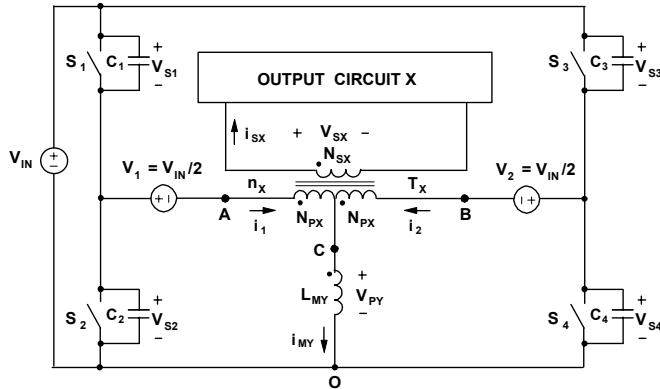 S1 C1 + VS1 −
OUTPUT CIRCUIT X
S3 C3 + VS3 −
iSX + VSX −
NSX
VIN + −
V1 = VIN/2
+ −
nX
TX
V2 = VIN/2
− +
A
i1
NPX
NPX
i2
B
C
S2 C2 + VS2 −
LMY + VPY −
S4 C4 + VS4 −
iMY
O